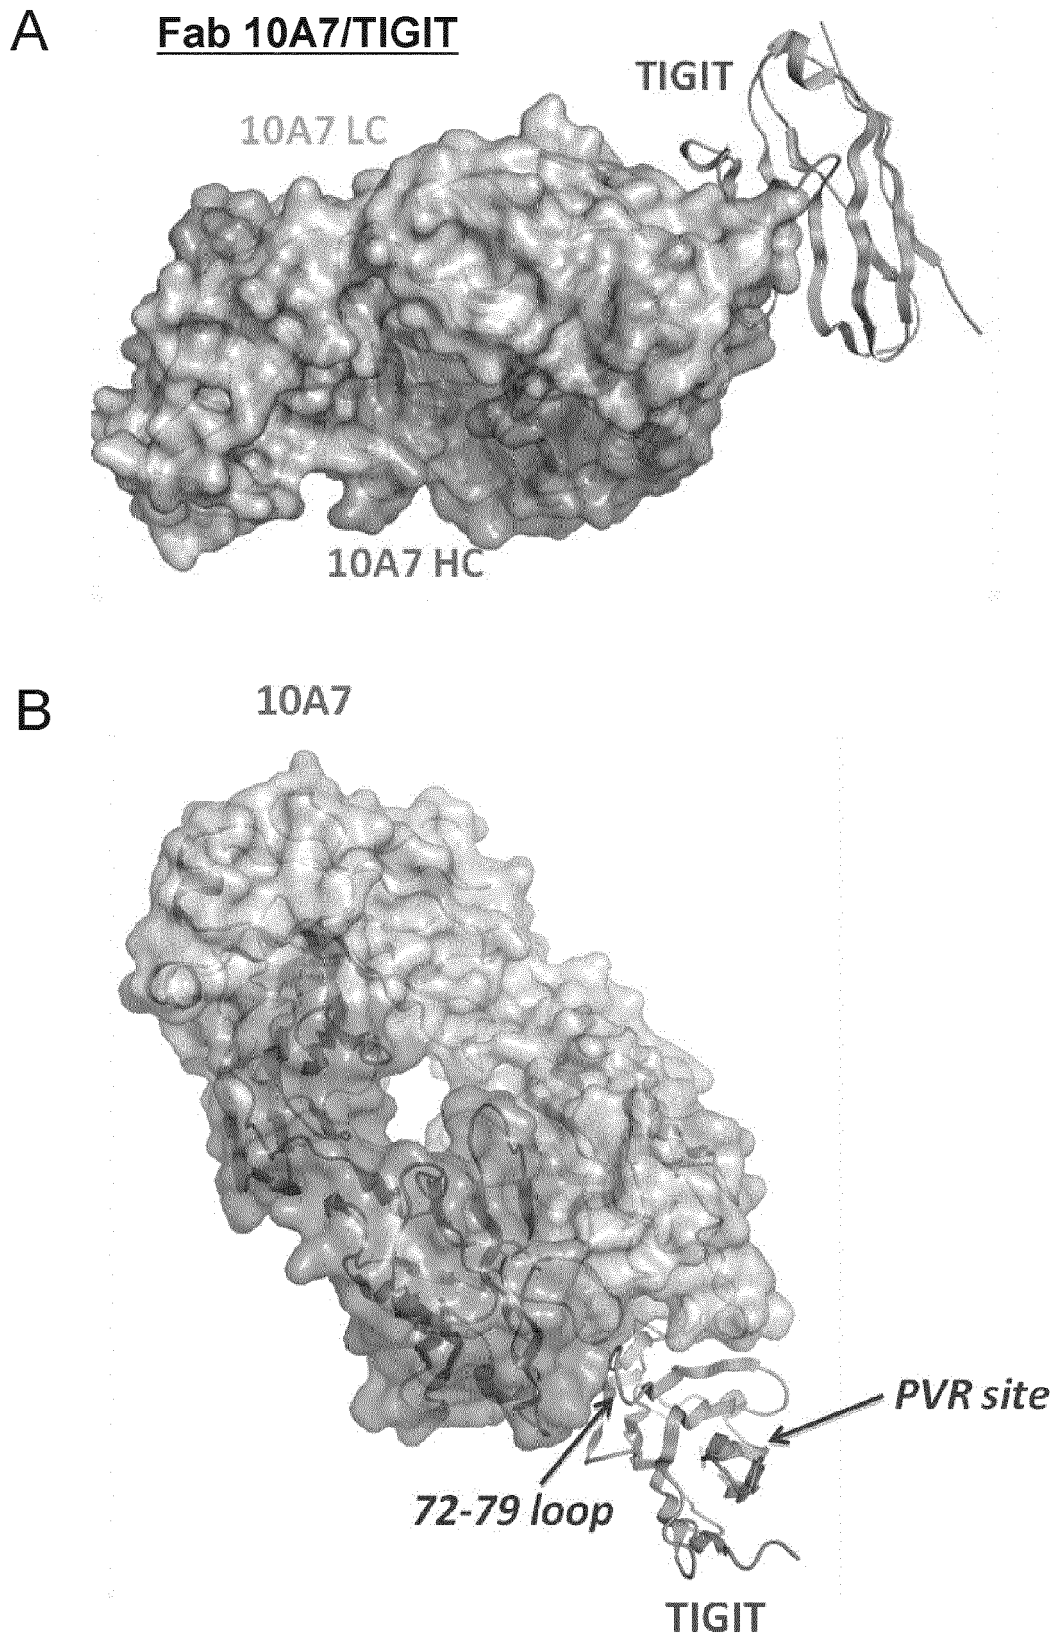 A
Fab 10A7/TIGIT
TIGIT
10A7 LC
10A7 HC
B
10A7
PVR site
72-79 loop
TIGIT